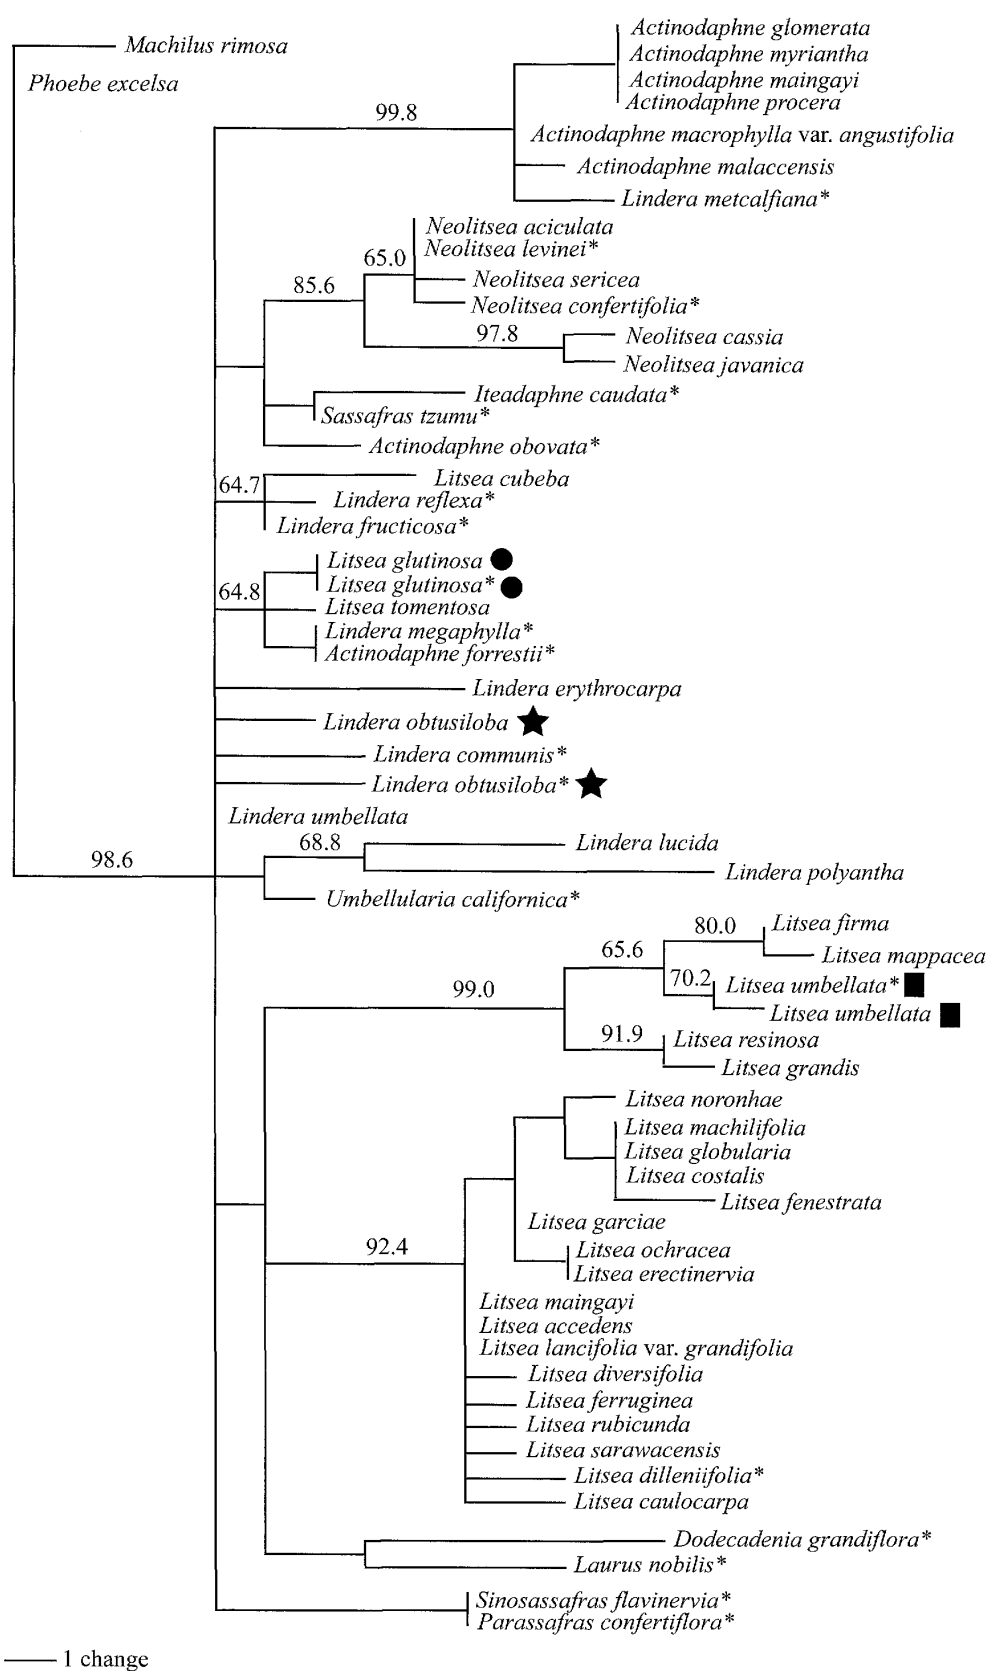 Machilus rimosa
Phoebe excelsa
99.8
Actinodaphne glomerata
Actinodaphne myriantha
Actinodaphne maingayi
Actinodaphne procera
Actinodaphne macrophylla var. angustifolia
Actinodaphne malaccensis
Lindera metcalfiana*
85.6
65.0
Neolitsea aciculata
Neolitsea levinei*
Neolitsea sericea
Neolitsea confertifolia*
97.8
Neolitsea cassia
Neolitsea javanica
Iteadaphne caudata*
Sassafras tzumu*
Actinodaphne obovata*
64.7
Litsea cubeba
Lindera reflexa*
Lindera fructicosa*
64.8
Litsea glutinosa
Litsea glutinosa*
Litsea tomentosa
Lindera megaphylla*
Actinodaphne forrestii*
Lindera erythrocarpa
Lindera obtusiloba
Lindera communis*
Lindera obtusiloba*
Lindera umbellata
98.6
68.8
Lindera lucida
Lindera polyantha
Umbellularia californica*
99.0
65.6
80.0
Litsea firma
Litsea mappacea
70.2
Litsea umbellata*
Litsea umbellata
91.9
Litsea resinosa
Litsea grandis
92.4
Litsea noronhae
Litsea machilifolia
Litsea globularia
Litsea costalis
Litsea fenestrata
Litsea garciae
Litsea ochracea
Litsea erectinervia
Litsea maingayi
Litsea accedens
Litsea lancifolia var. grandifolia
Litsea diversifolia
Litsea ferruginea
Litsea rubicunda
Litsea sarawacensis
Litsea dilleniifolia*
Litsea caulocarpa
Dodecadenia grandiflora*
Laurus nobilis*
Sinosassafras flavinervia*
Parassafras confertiflora*
1 change